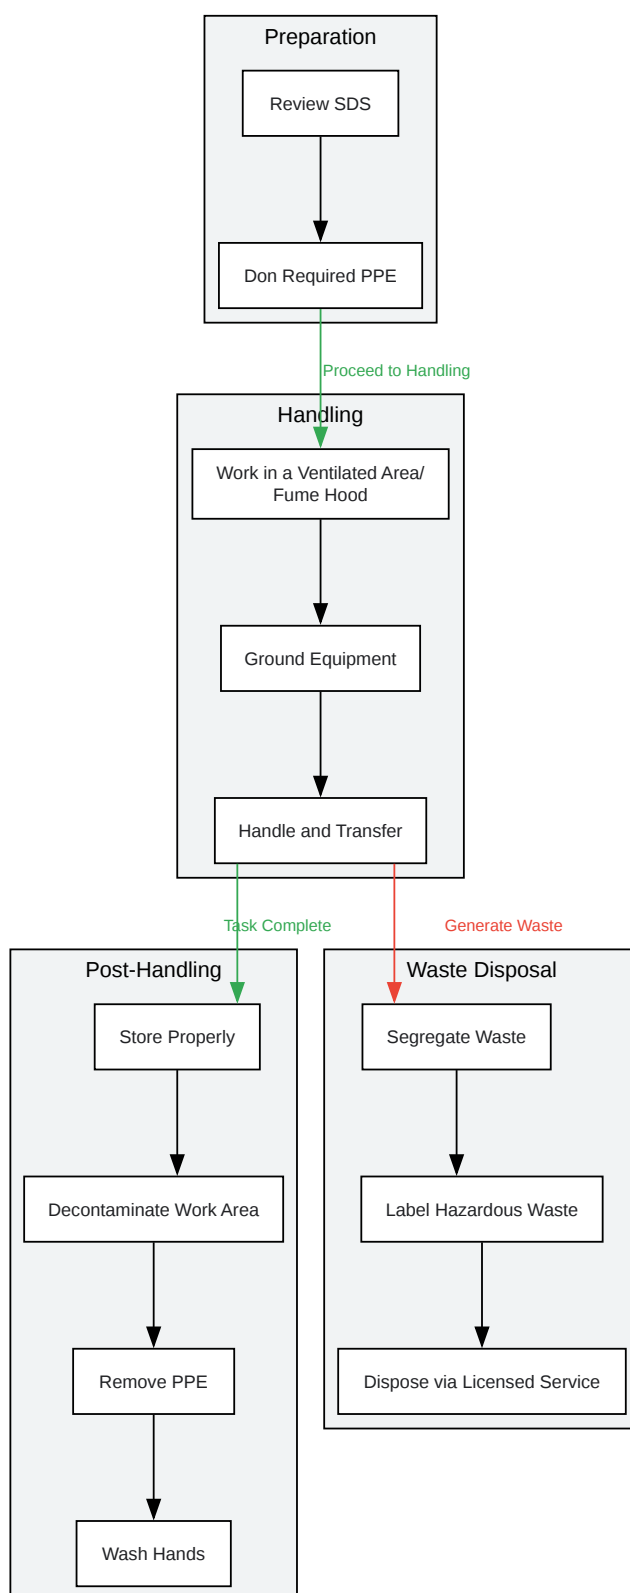 Preparation
Review SDS
Don Required PPE
Proceed to Handling
Handling
Work in a Ventilated Area/
Fume Hood
Ground Equipment
Handle and Transfer
Task Complete
Generate Waste
Post-Handling
Store Properly
Decontaminate Work Area
Remove PPE
Wash Hands
Waste Disposal
Segregate Waste
Label Hazardous Waste
Dispose via Licensed Service